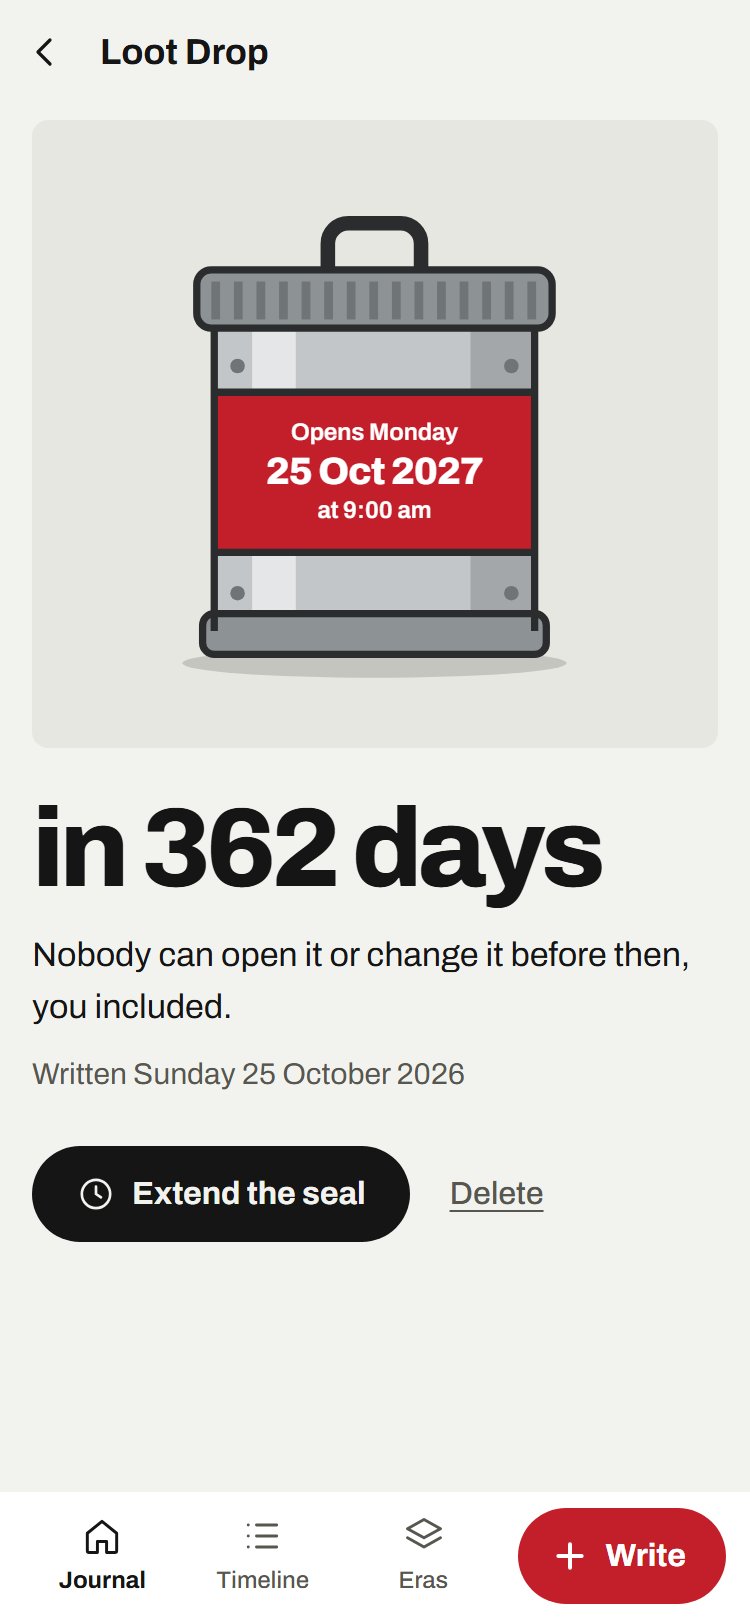 Loot Drop
Opens Monday
25 Oct 2027
at 9:00 am
in 362 days
Nobody can open it or change it before then,
you included.
Written Sunday 25 October 2026
Extend the seal
Delete
Journal
Timeline
Eras
Write